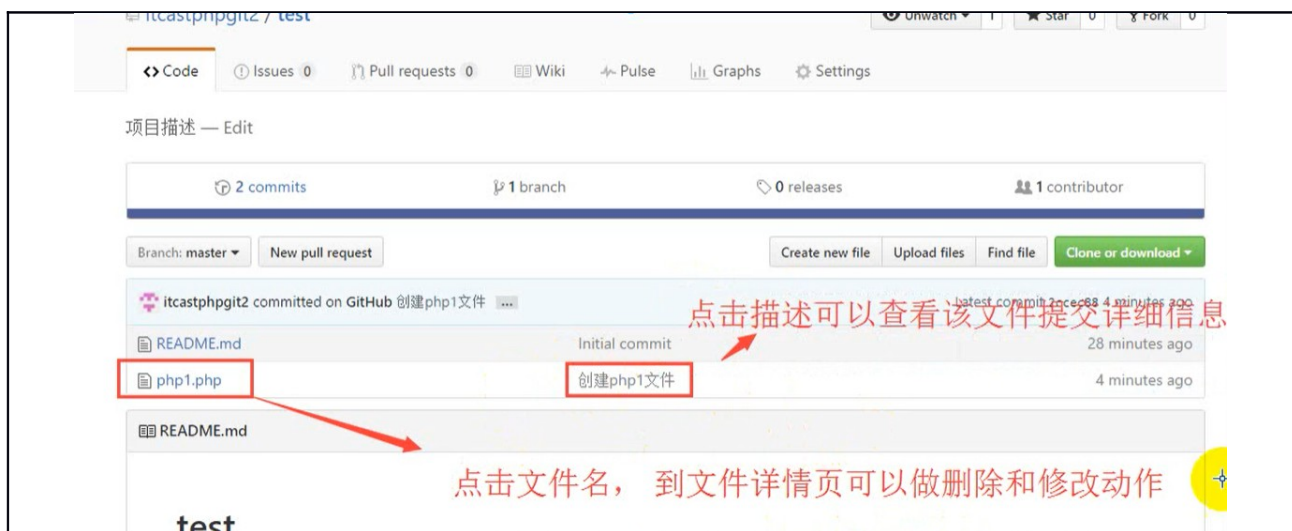 itcastphpgit2 / test
Unwatch 1 Star 0 Fork 0
Code Issues 0 Pull requests 0 Wiki Pulse Graphs Settings
项目描述 — Edit
2 commits 1 branch 0 releases 1 contributor
Branch: master New pull request Create new file Upload files Find file Clone or download
itcastphpgit2 committed on GitHub 创建php1文件 ... Latest commit 4 minutes ago
点击描述可以查看该文件提交详细信息
README.md Initial commit 28 minutes ago
php1.php 创建php1文件 4 minutes ago
README.md
点击文件名， 到文件详情页可以做删除和修改动作
test